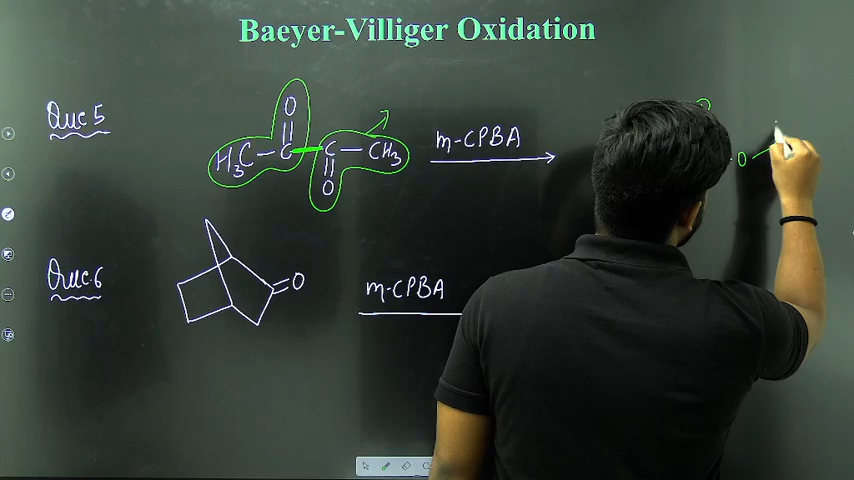 Baeyer-Villiger Oxidation
Ques 5
O
H3C — C — C — CH3
O
m-CPBA
O
O
Ques 6
O
m-CPBA